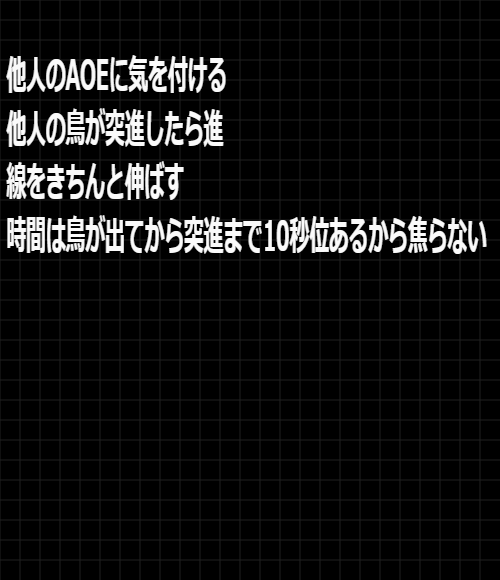 他人のAOEに気を付ける
他人の鳥が突進したら進
線をきちんと伸ばす
時間は鳥が出てから突進まで10秒位あるから焦らない